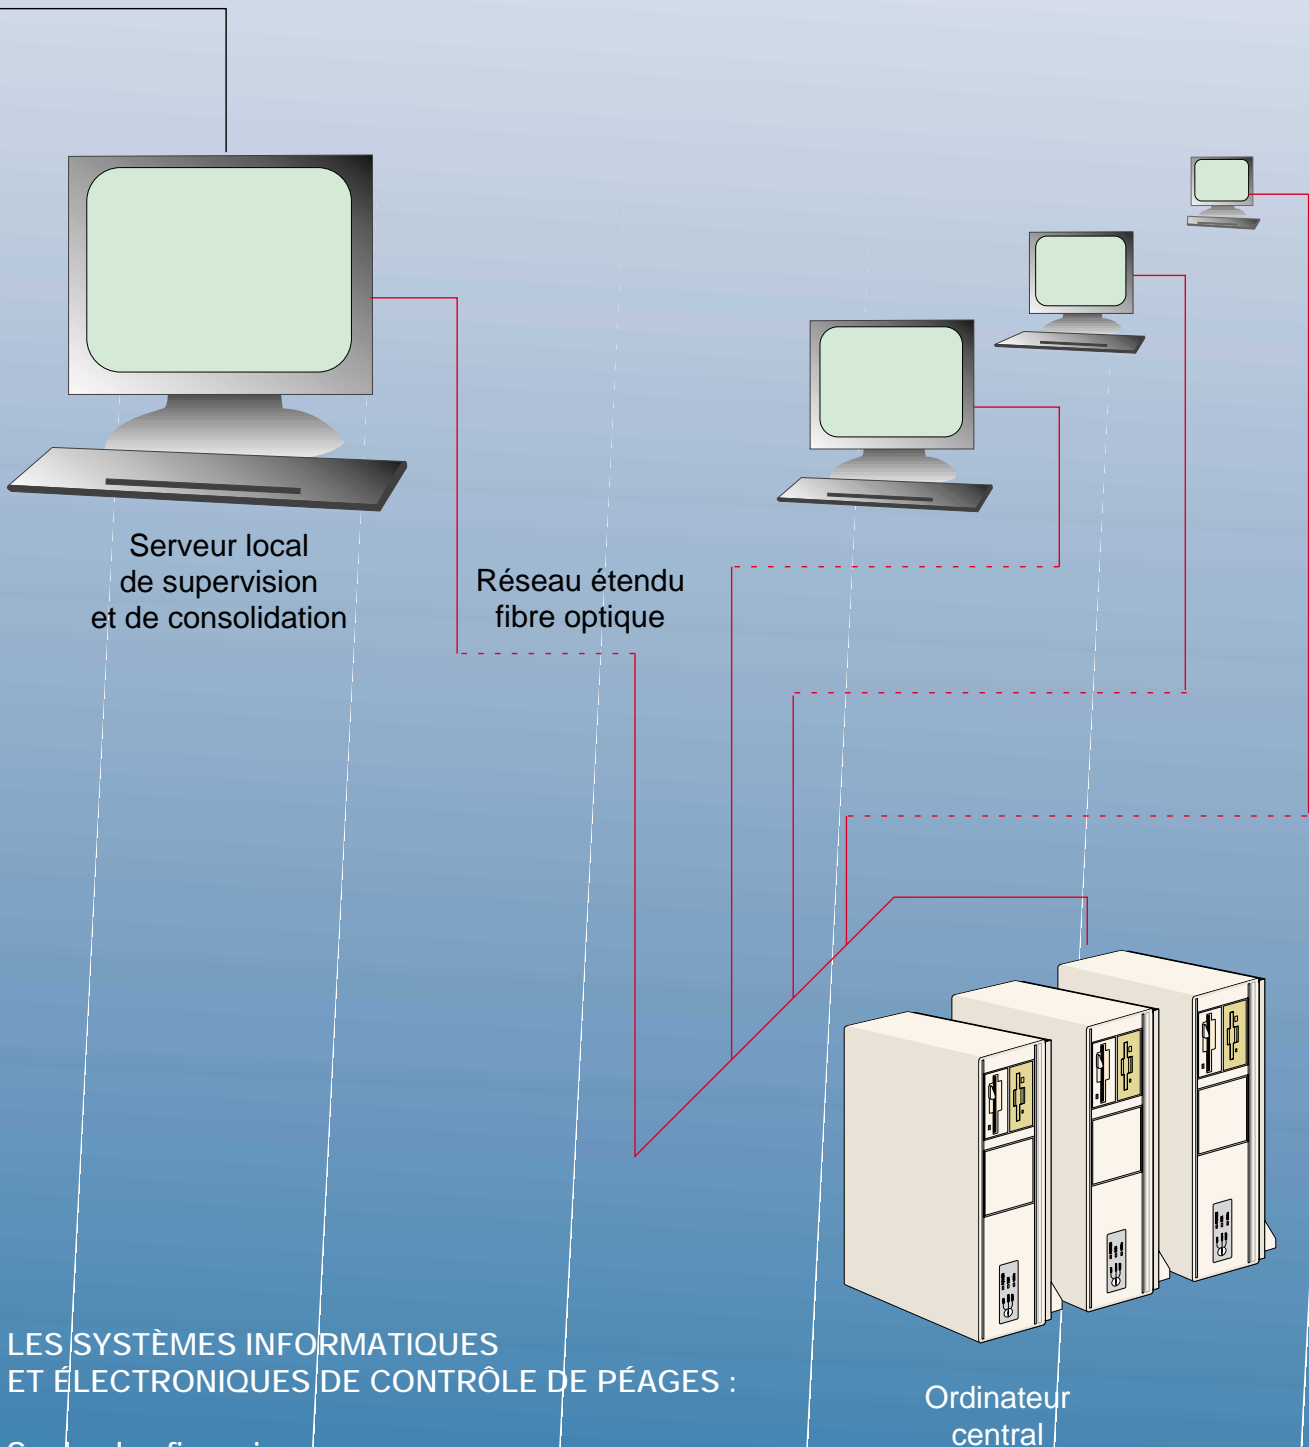 Serveur local
de supervision
et de consolidation
Réseau étendu
fibre optique
LES SYSTÈMES INFORMATIQUES
ET ÉLECTRONIQUES DE CONTRÔLE DE PÉAGES :
Ordinateur
central